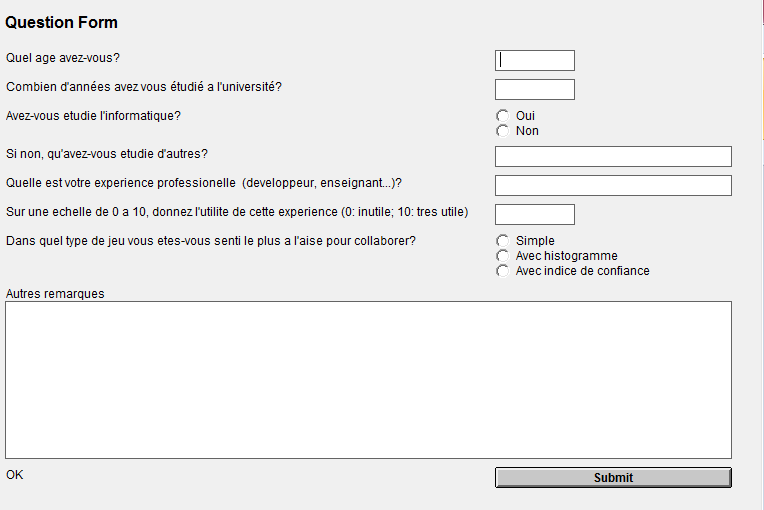 Question Form
Quel age avez-vous?
Combien d'années avez vous étudié a l'université?
Avez-vous etudie l'informatique?
Oui
Non
Si non, qu'avez-vous etudie d'autres?
Quelle est votre experience professionelle (developpeur, enseignant...)?
Sur une echelle de 0 a 10, donnez l'utilite de cette experience (0: inutile; 10: tres utile)
Dans quel type de jeu vous etes-vous senti le plus a l'aise pour collaborer?
Simple
Avec histogramme
Avec indice de confiance
Autres remarques
OK
Submit